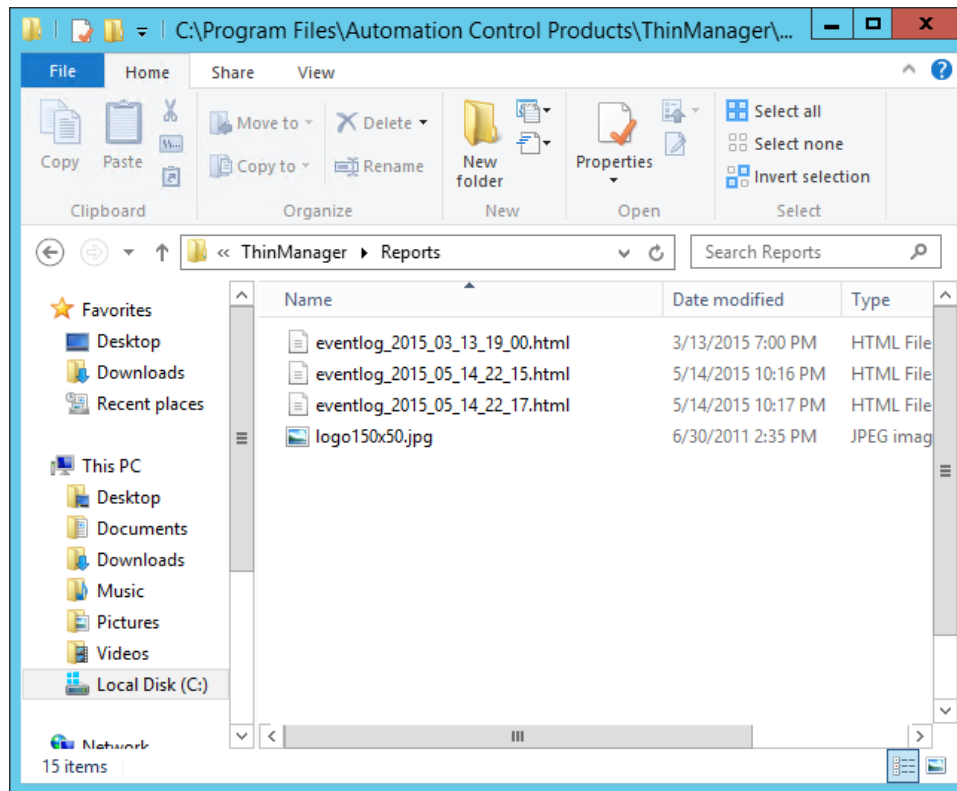 C:\Program Files\Automation Control Products\ThinManager\...
File Home Share View
Copy
Paste
Move to
Copy to
Delete
Rename
New folder
Properties
Select all
Select none
Invert selection
Clipboard Organize New Open Select
« ThinManager Reports
Search Reports
Name Date modified Type
Favorites
Desktop
Downloads
Recent places
This PC
Desktop
Documents
Downloads
Music
Pictures
Videos
Local Disk (C:)
Network
eventlog_2015_03_13_19_00.html 3/13/2015 7:00 PM HTML File
eventlog_2015_05_14_22_15.html 5/14/2015 10:16 PM HTML File
eventlog_2015_05_14_22_17.html 5/14/2015 10:17 PM HTML File
logo150x50.jpg 6/30/2011 2:35 PM JPEG imag
15 items